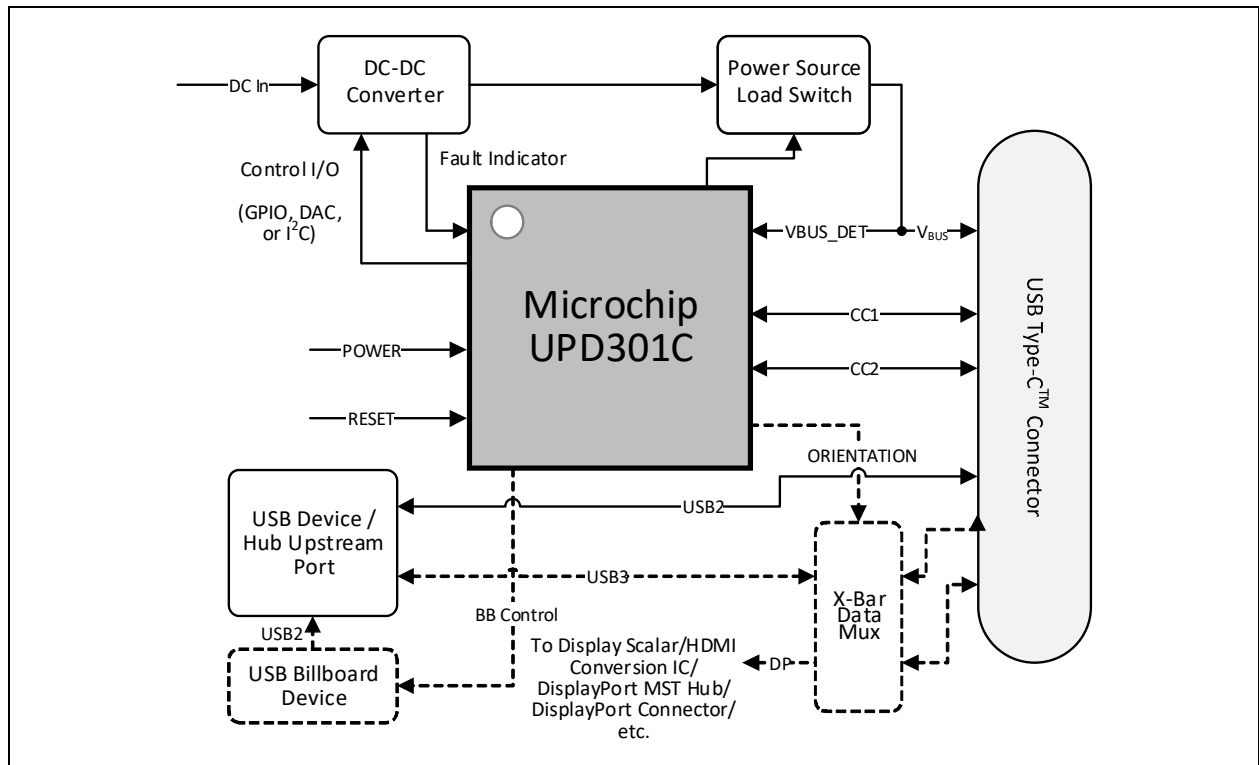 DC In
DC-DC
Converter
Power Source
Load Switch
Control I/O
(GPIO, DAC,
or I²C)
Fault Indicator
Microchip
UPD301C
VBUS_DET
VBUS
CC1
CC2
POWER
RESET
ORIENTATION
USB Type-C™ Connector
USB Device /
Hub Upstream
Port
USB2
USB3
X-Bar
Data
Mux
BB Control
USB2
USB Billboard
Device
To Display Scalar/HDMI
Conversion IC/
DisplayPort MST Hub/
DisplayPort Connector/
etc.
DP